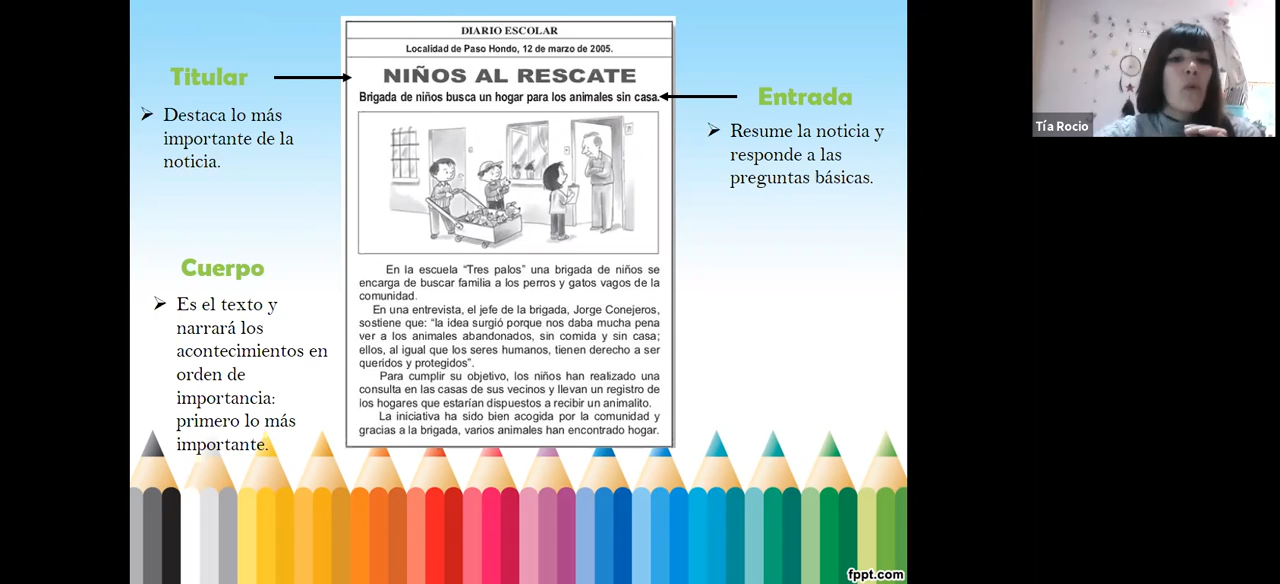 Titular
Destaca lo más
importante de la
noticia.
Cuerpo
Es el texto y
narrará los
acontecimientos en
orden de
importancia:
primero lo más
importante.
DIARIO ESCOLAR
Localidad de Paso Hondo, 12 de marzo de 2005.
NIÑOS AL RESCATE
Brigada de niños busca un hogar para los animales sin casa.
En la escuela “Tres palos” una brigada de niños se
encarga de buscar familia a los perros y gatos vagos de la
comunidad.
En una entrevista, el jefe de la brigada, Jorge Conejeros,
sostiene que: “la idea surgió porque nos daba mucha pena
ver a los animales abandonados, sin comida y sin casa;
ellos, al igual que los seres humanos, tienen derecho a ser
queridos y protegidos”.
Para cumplir su objetivo, los niños han realizado una
consulta en las casas de sus vecinos y llevan un registro de
los hogares que estarían dispuestos a recibir un animalito.
La iniciativa ha sido bien acogida por la comunidad y
gracias a la brigada, varios animales han encontrado hogar.
Entrada
Resume la noticia y
responde a las
preguntas básicas.
Tía Rocio
fppt.com